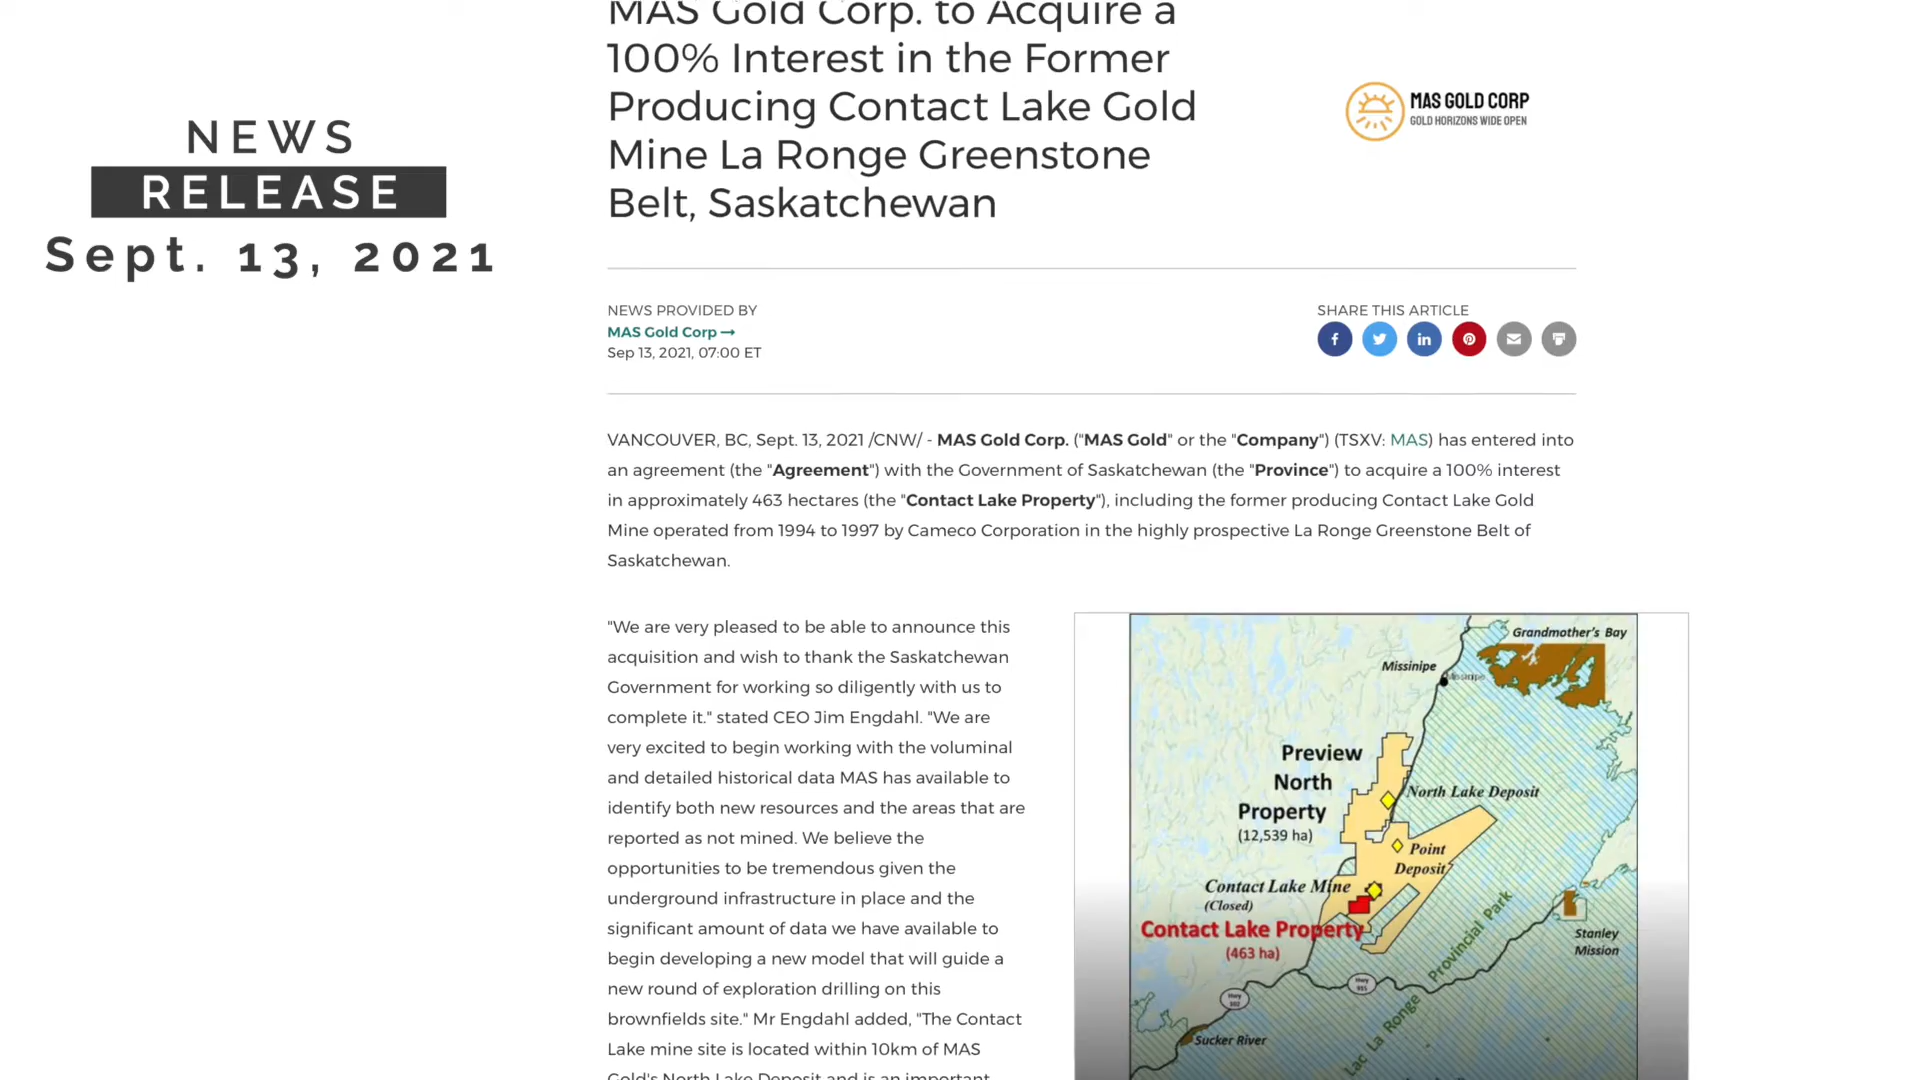 NEWS
RELEASE
Sept. 13, 2021
MAS Gold Corp. to Acquire a
100% Interest in the Former
Producing Contact Lake Gold
Mine La Ronge Greenstone
Belt, Saskatchewan
MAS GOLD CORP
GOLD HORIZONS WIDE OPEN
NEWS PROVIDED BY
MAS Gold Corp →
Sep 13, 2021, 07:00 ET
SHARE THIS ARTICLE
VANCOUVER, BC, Sept. 13, 2021 /CNW/ - MAS Gold Corp. ("MAS Gold" or the "Company") (TSXV: MAS) has entered into
an agreement (the "Agreement") with the Government of Saskatchewan (the "Province") to acquire a 100% interest
in approximately 463 hectares (the "Contact Lake Property"), including the former producing Contact Lake Gold
Mine operated from 1994 to 1997 by Cameco Corporation in the highly prospective La Ronge Greenstone Belt of
Saskatchewan.
"We are very pleased to be able to announce this
acquisition and wish to thank the Saskatchewan
Government for working so diligently with us to
complete it." stated CEO Jim Engdahl. "We are
very excited to begin working with the voluminal
and detailed historical data MAS has available to
identify both new resources and the areas that are
reported as not mined. We believe the
opportunities to be tremendous given the
underground infrastructure in place and the
significant amount of data we have available to
begin developing a new model that will guide a
new round of exploration drilling on this
brownfields site." Mr Engdahl added, "The Contact
Lake mine site is located within 10km of MAS
Gold's North Lake Deposit and is an important
Grandmother's Bay
Missinipe
Missinipe
Preview
North
Property
(12,539 ha)
North Lake Deposit
Point
Deposit
Contact Lake Mine
(Closed)
Contact Lake Property
(463 ha)
Stanley
Mission
Lac La Ronge Provincial Park
Hwy
102
Hwy
915
Sucker River